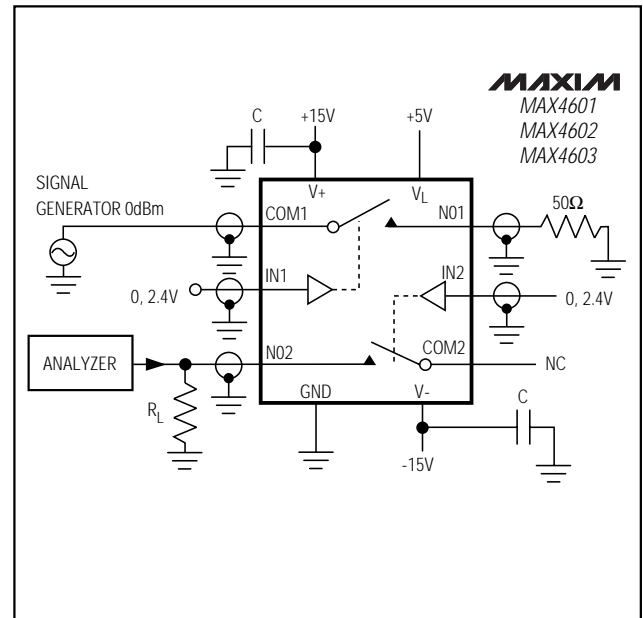 MAXIM
MAX4601
MAX4602
MAX4603
C
+15V
+5V
SIGNAL
GENERATOR 0dBm
V+
VL
COM1
N01
50Ω
IN1
IN2
0, 2.4V
0, 2.4V
ANALYZER
N02
COM2
NC
RL
GND
V-
C
-15V